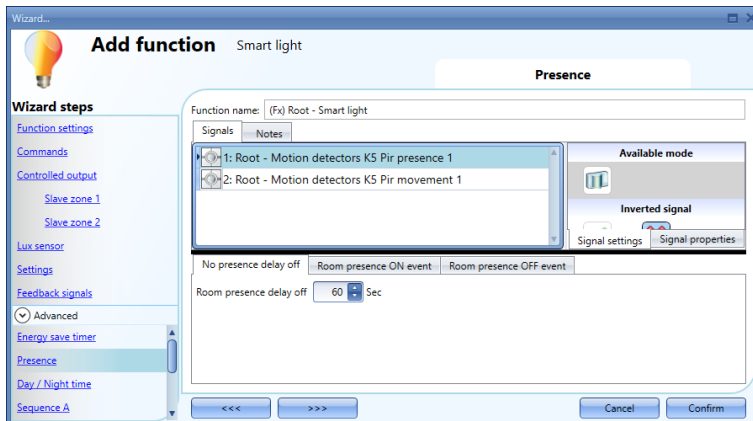 Wizard...
Add function Smart light
Presence
Wizard steps
Function settings
Commands
Controlled output
Slave zone 1
Slave zone 2
Lux sensor
Settings
Feedback signals
Advanced
Energy save timer
Presence
Day / Night time
Sequence A
Function name: (Fx) Root - Smart light
Signals Notes
1: Root - Motion detectors K5 Pir presence 1
2: Root - Motion detectors K5 Pir movement 1
Available mode
Inverted signal
Signal settings Signal properties
No presence delay off Room presence ON event Room presence OFF event
Room presence delay off 60 Sec
<<< >>> Cancel Confirm